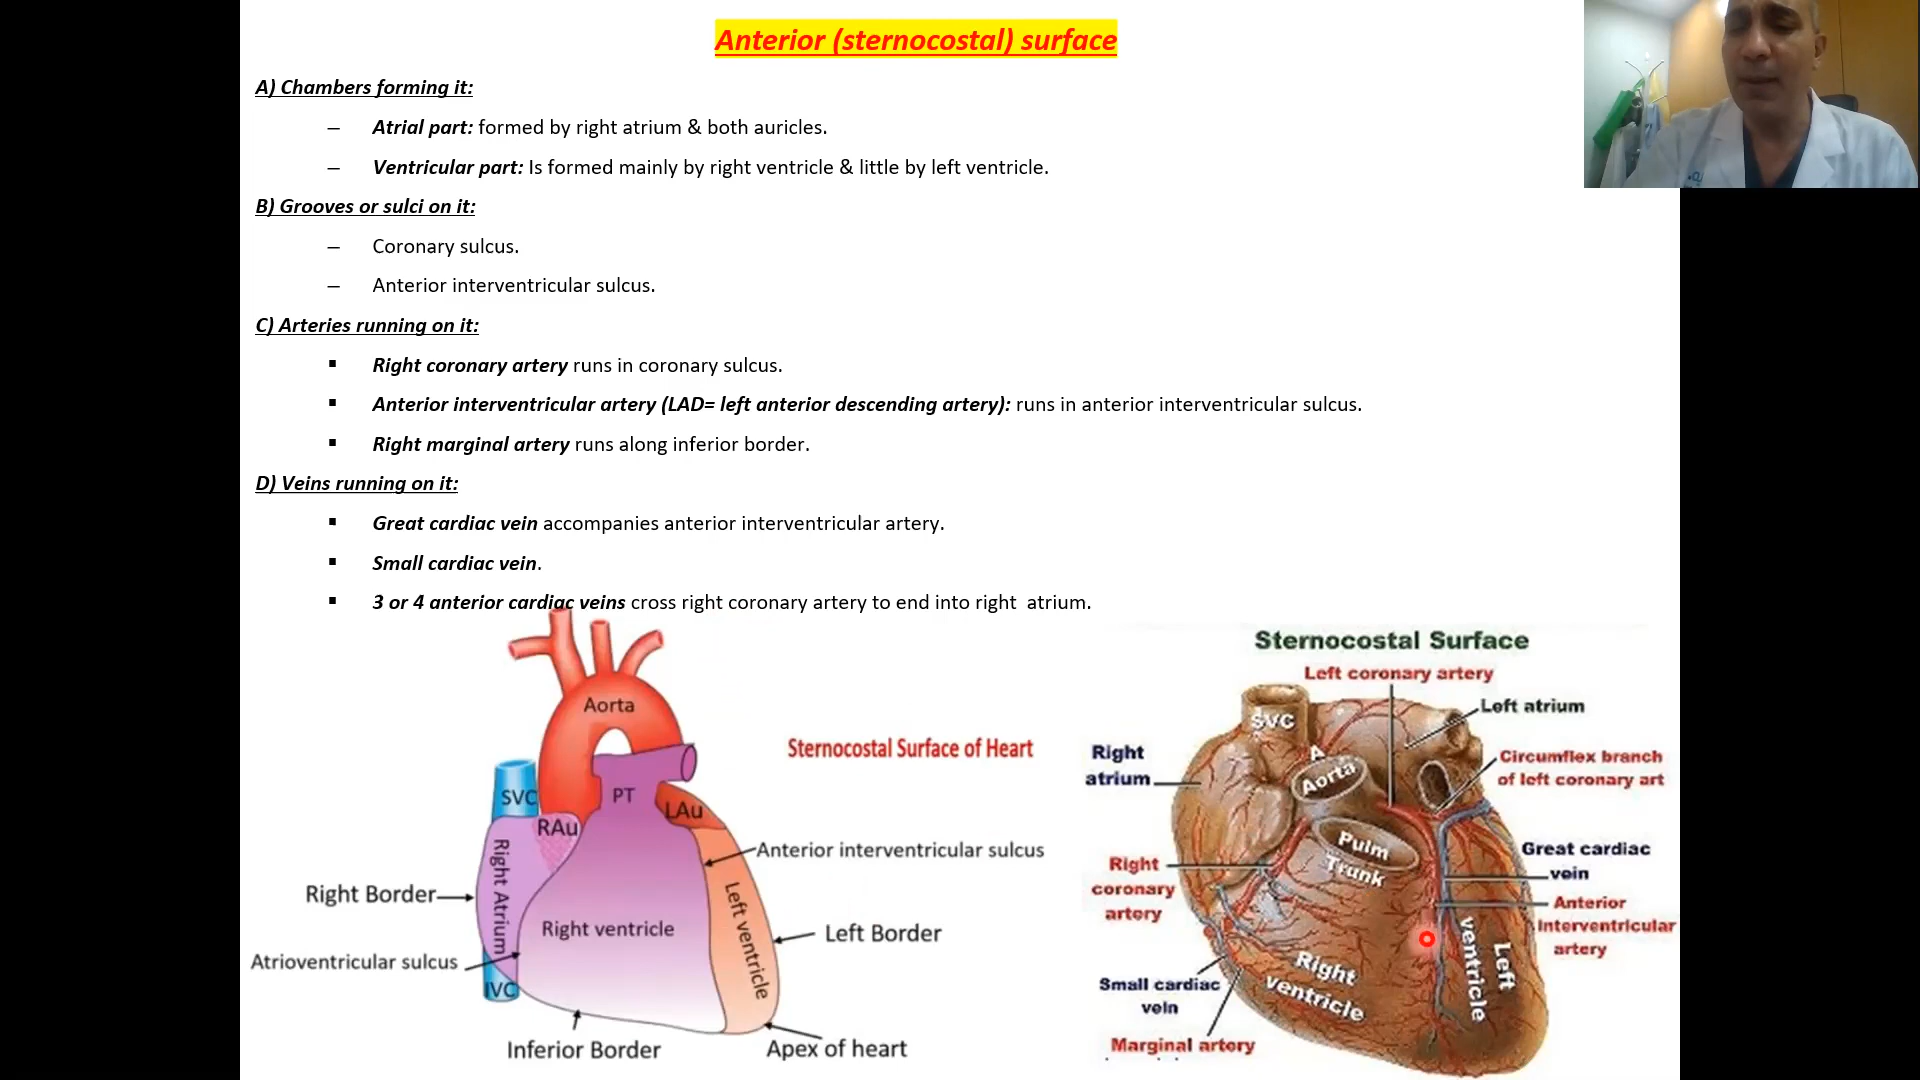 Anterior (sternocostal) surface
A) Chambers forming it:
– Atrial part: formed by right atrium & both auricles.
– Ventricular part: Is formed mainly by right ventricle & little by left ventricle.
B) Grooves or sulci on it:
– Coronary sulcus.
– Anterior interventricular sulcus.
C) Arteries running on it:
▪ Right coronary artery runs in coronary sulcus.
▪ Anterior interventricular artery (LAD= left anterior descending artery): runs in anterior interventricular sulcus.
▪ Right marginal artery runs along inferior border.
D) Veins running on it:
▪ Great cardiac vein accompanies anterior interventricular artery.
▪ Small cardiac vein.
▪ 3 or 4 anterior cardiac veins cross right coronary artery to end into right atrium.
Aorta
Sternocostal Surface of Heart
SVC
PT
LAu
RAu
Anterior interventricular sulcus
Right Atrium
Right Border
Right ventricle
Left ventricle
Left Border
Atrioventricular sulcus
IVC
Inferior Border
Apex of heart
Sternocostal Surface
Left coronary artery
Left atrium
SVC
Right
atrium
A
Aorta
Circumflex branch
of left coronary art
Pulm
Trunk
Great cardiac
vein
Right
coronary
artery
Anterior
Interventricular
artery
Left
ventricle
Right
ventricle
Small cardiac
vein
Marginal artery